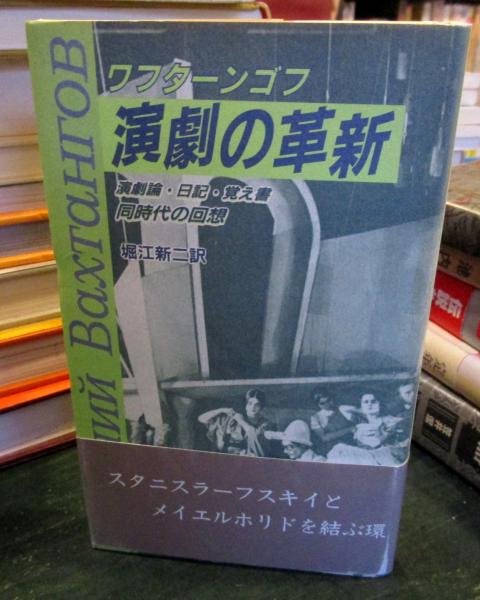 ワフターンゴフ
演劇の革新
演劇論・日記・覚え書
同時代の回想
堀江新二訳
ий Вахтангов
スタニスラーフスキイと
メイエルホリドを結ぶ環